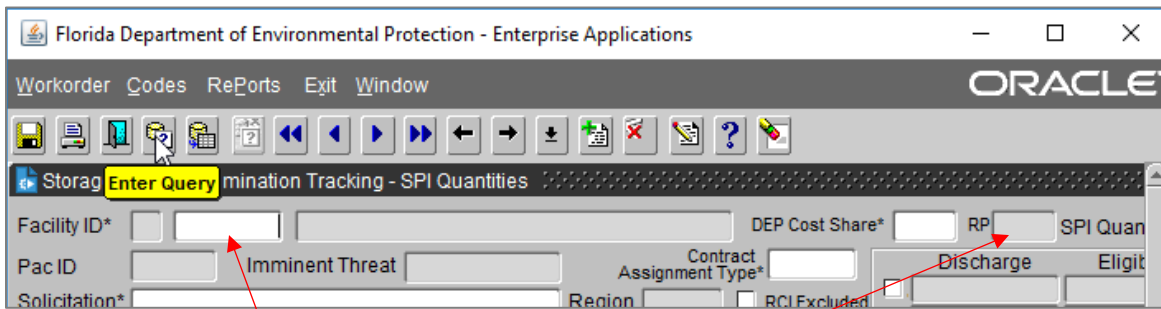 Florida Department of Environmental Protection - Enterprise Applications
Workorder Codes RePorts Exit Window ORACLE
Enter Query
Storag mination Tracking - SPI Quantities
Facility ID* DEP Cost Share* RP SPI Quan
Pac ID Imminent Threat Contract Assignment Type* Discharge Eligit
Solicitation* Region RCI Excluded